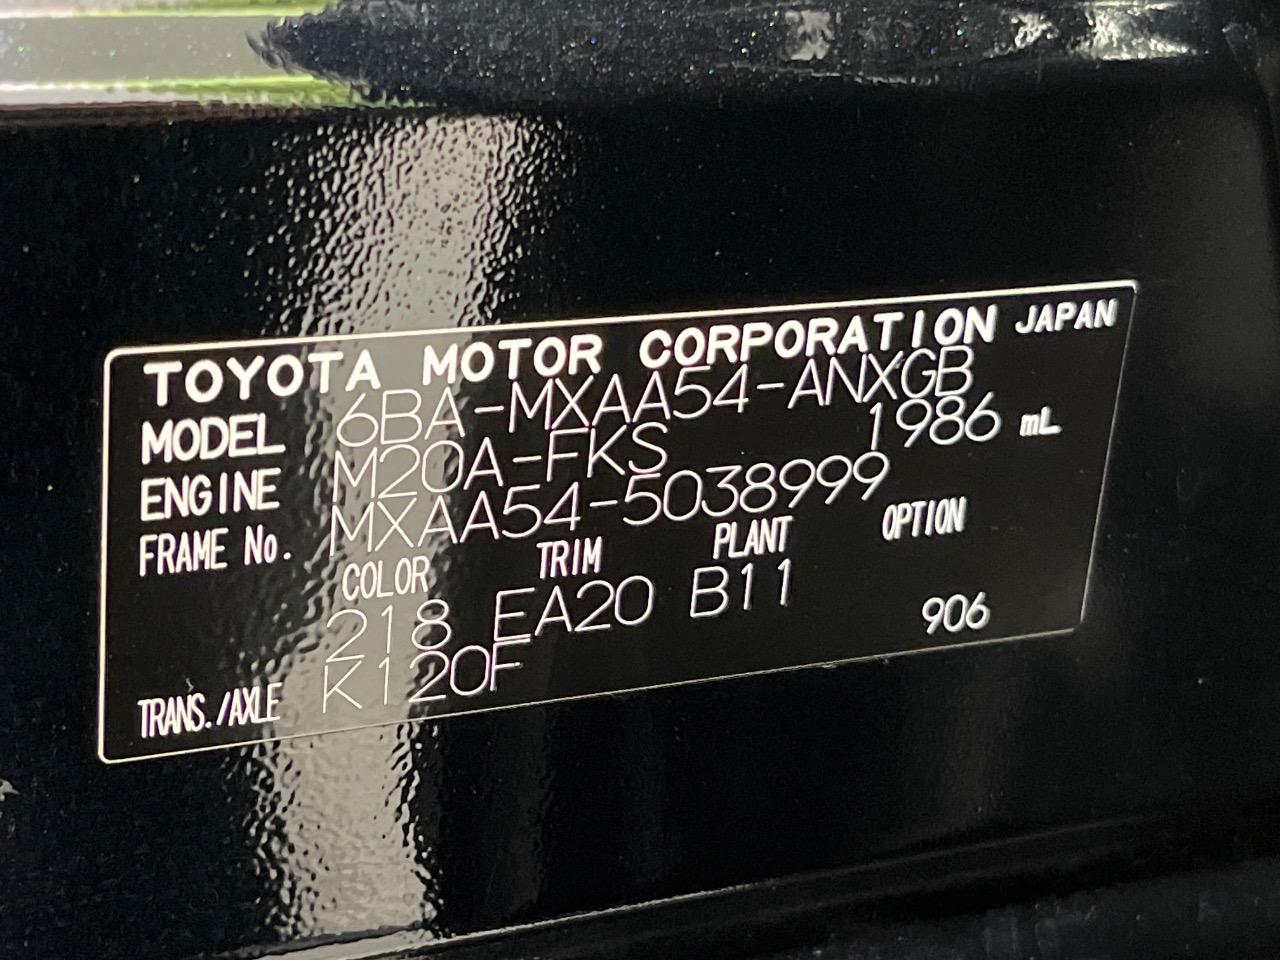 TOYOTA MOTOR CORPORATION JAPAN
MODEL 6BA-MXAA54-ANXGB
ENGINE M20A-FKS 1986 mL
FRAME No. MXAA54-5038999
COLOR TRIM PLANT OPTION
218 EA20 B11
TRANS./AXLE K120F 906